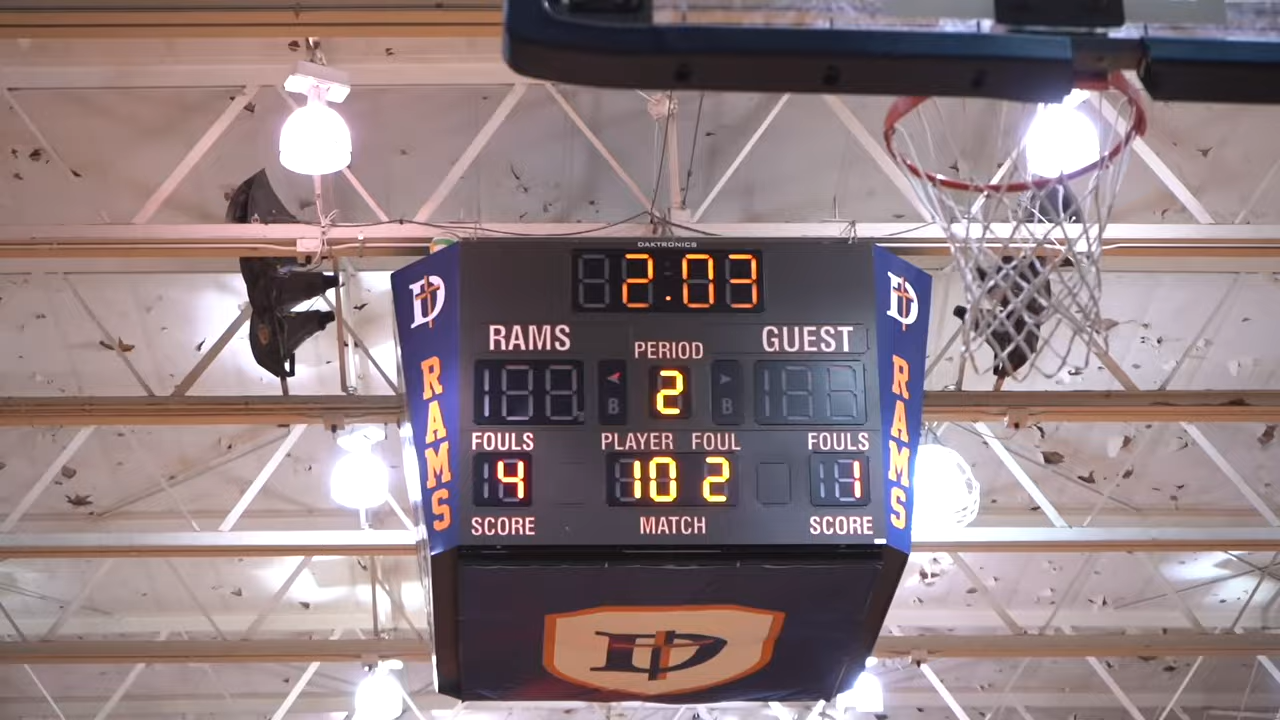 DAKTRONICS
2:03
RAMS
GUEST
PERIOD
B 2 B
FOULS
PLAYER FOUL
FOULS
4
10 2
1
SCORE
MATCH
SCORE
D
RAMS
D
RAMS
D